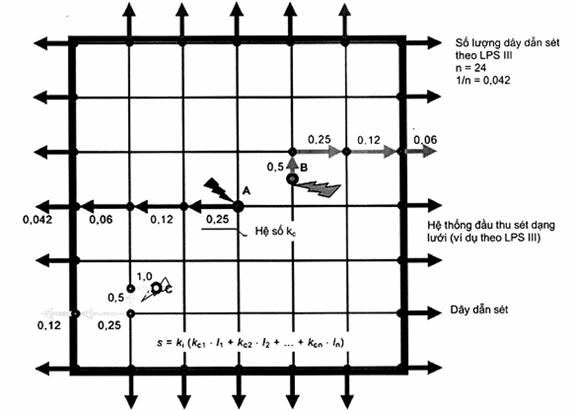 Số lượng dây dẫn sét
theo LPS III
n = 24
1/n = 0,042
0,25
0,12
0,06
0,5
B
A
0,042
0,06
0,12
0,25
Hệ số kc
Hệ thống đầu thu sét dạng
lưới (ví dụ theo LPS III)
1,0
C
0,5
0,12
0,25
Dây dẫn sét
s = ki (kc1 · l1 + kc2 · l2 + ... + kcn · ln)